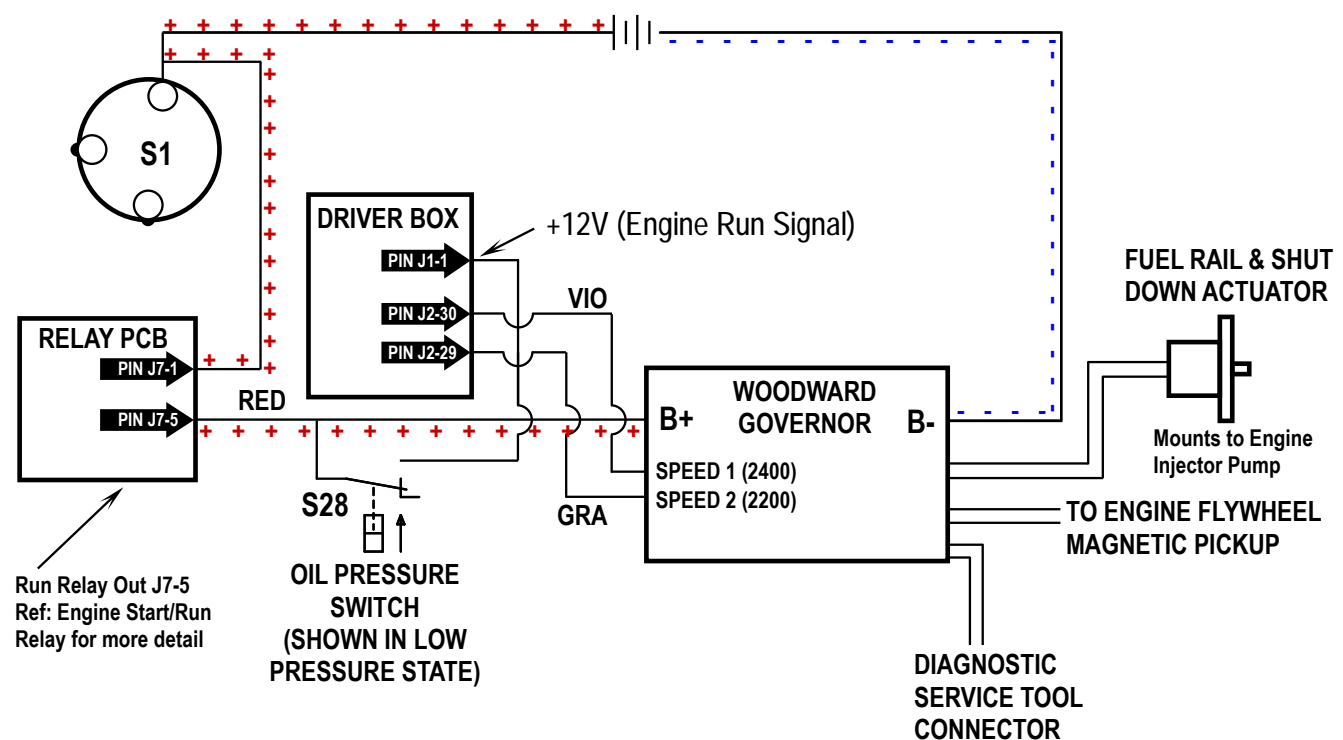 S1
DRIVER BOX
PIN J1-1
PIN J2-30
PIN J2-29
+12V (Engine Run Signal)
VIO
FUEL RAIL & SHUT
DOWN ACTUATOR
Mounts to Engine
Injector Pump
RELAY PCB
PIN J7-1
PIN J7-5
RED
WOODWARD
GOVERNOR
B+
B-
SPEED 1 (2400)
SPEED 2 (2200)
S28
GRA
OIL PRESSURE
SWITCH
(SHOWN IN LOW
PRESSURE STATE)
TO ENGINE FLYWHEEL
MAGNETIC PICKUP
Run Relay Out J7-5
Ref: Engine Start/Run
Relay for more detail
DIAGNOSTIC
SERVICE TOOL
CONNECTOR